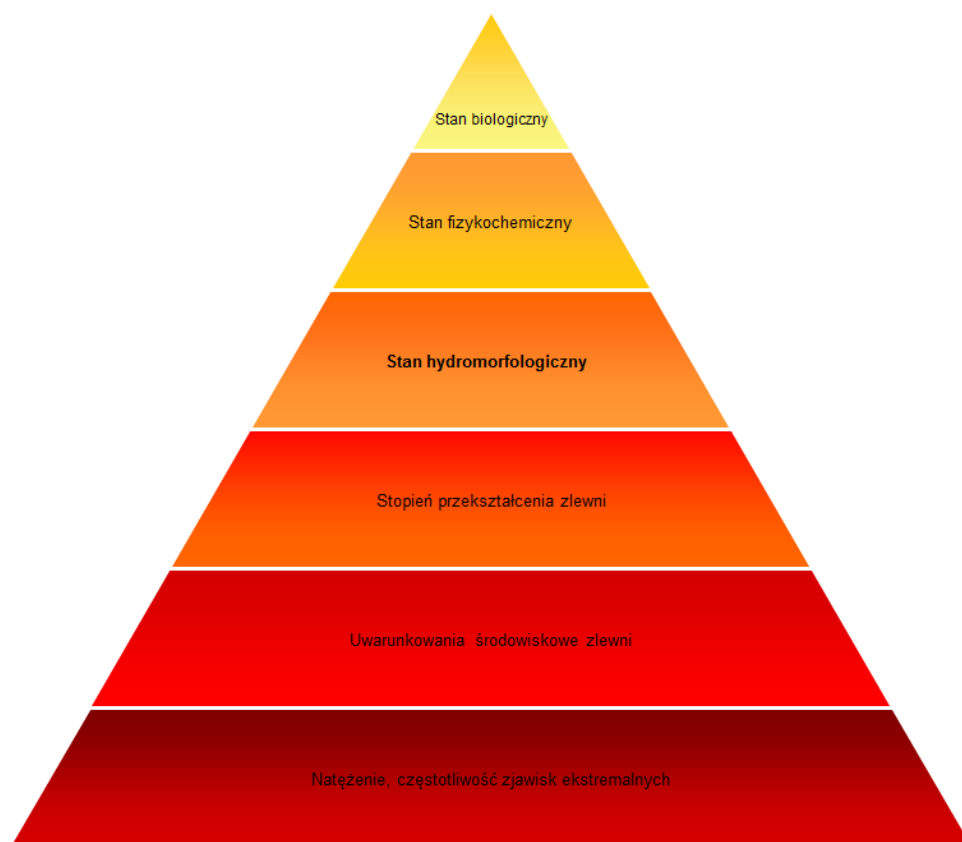 Stan biologiczny
Stan fizykochemiczny
Stan hydromorfologiczny
Stopień przekształcenia zlewni
Uwarunkowania środowiskowe zlewni
Natężenie, częstotliwość zjawisk ekstremalnych